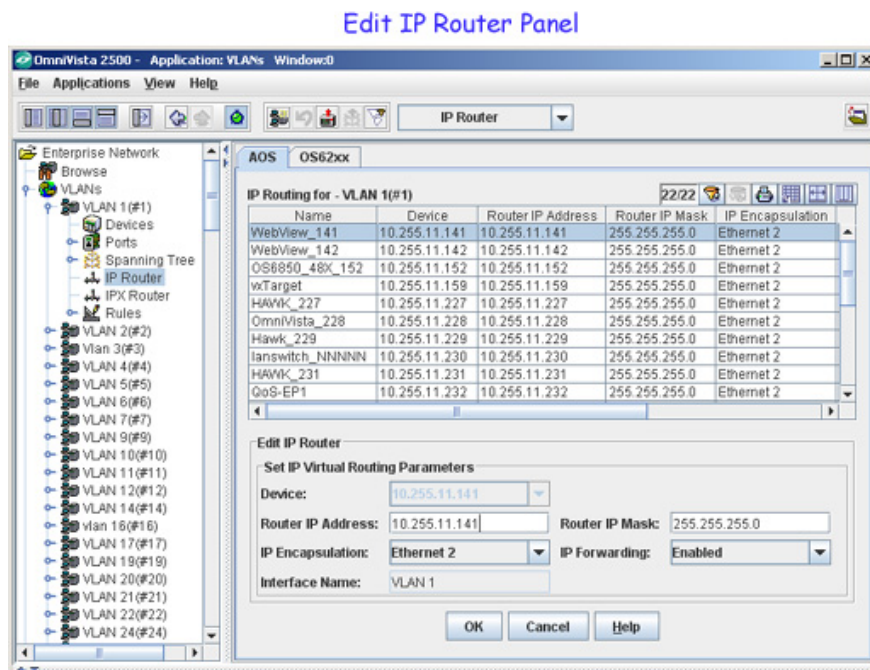 Edit IP Router Panel
OmniVista 2500 - Application: VLANs Window:0
File Applications View Help
IP Router
Enterprise Network
Browse
VLANs
VLAN 1(#1)
Devices
Ports
Spanning Tree
IP Router
IPX Router
Rules
VLAN 2(#2)
Vlan 3(#3)
VLAN 4(#4)
VLAN 5(#5)
VLAN 6(#6)
VLAN 7(#7)
VLAN 9(#9)
VLAN 10(#10)
VLAN 11(#11)
VLAN 12(#12)
VLAN 14(#14)
vlan 16(#16)
VLAN 17(#17)
VLAN 19(#19)
VLAN 20(#20)
VLAN 21(#21)
VLAN 22(#22)
VLAN 24(#24)
AOS OS62xx
IP Routing for - VLAN 1(#1) 22/22
Name Device Router IP Address Router IP Mask IP Encapsulation
WebView_141 10.255.11.141 10.255.11.141 255.255.255.0 Ethernet 2
WebView_142 10.255.11.142 10.255.11.142 255.255.255.0 Ethernet 2
OS6850_48X_152 10.255.11.152 10.255.11.152 255.255.255.0 Ethernet 2
vxTarget 10.255.11.159 10.255.11.159 255.255.255.0 Ethernet 2
HAWK_227 10.255.11.227 10.255.11.227 255.255.255.0 Ethernet 2
OmniVista_228 10.255.11.228 10.255.11.228 255.255.255.0 Ethernet 2
Hawk_229 10.255.11.229 10.255.11.229 255.255.255.0 Ethernet 2
lanswitch_NNNNN 10.255.11.230 10.255.11.230 255.255.255.0 Ethernet 2
HAWK_231 10.255.11.231 10.255.11.231 255.255.255.0 Ethernet 2
QoS-EP1 10.255.11.232 10.255.11.232 255.255.255.0 Ethernet 2
Edit IP Router
Set IP Virtual Routing Parameters
Device: 10.255.11.141
Router IP Address: 10.255.11.141 Router IP Mask: 255.255.255.0
IP Encapsulation: Ethernet 2 IP Forwarding: Enabled
Interface Name: VLAN 1
OK Cancel Help